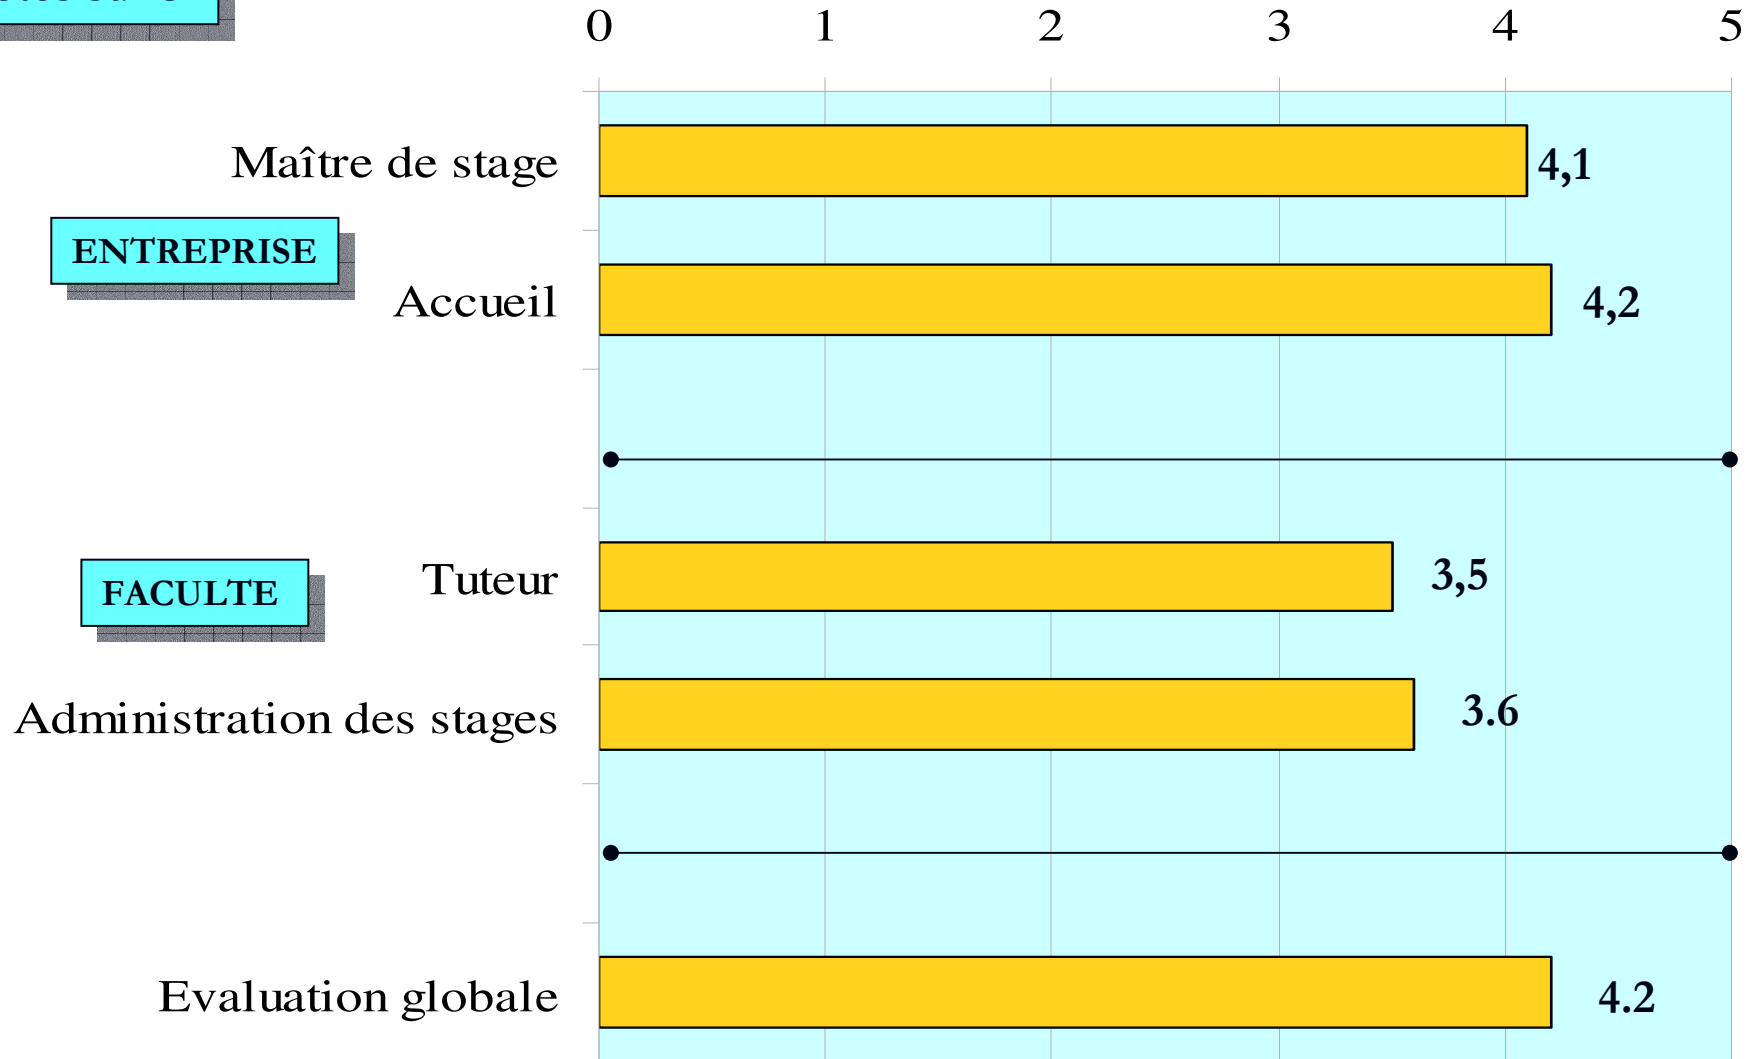 0 1 2 3 4 5
Maître de stage 4,1
ENTREPRISE
Accueil 4,2
Tuteur 3,5
FACULTE
Administration des stages 3.6
Evaluation globale 4.2